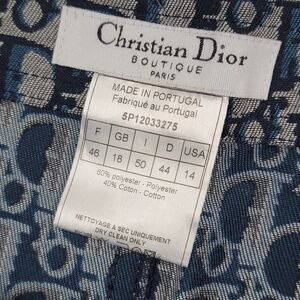 Christian Dior
BOUTIQUE
PARIS
MADE IN PORTUGAL
Fabriqué au Portugal
5P12033275
F GB I D USA
46 18 50 44 14
60% polyester - Polyester
40% Coton - Cotton
NETTOYAGE A SEC UNIQUEMENT
DRY CLEAN ONLY